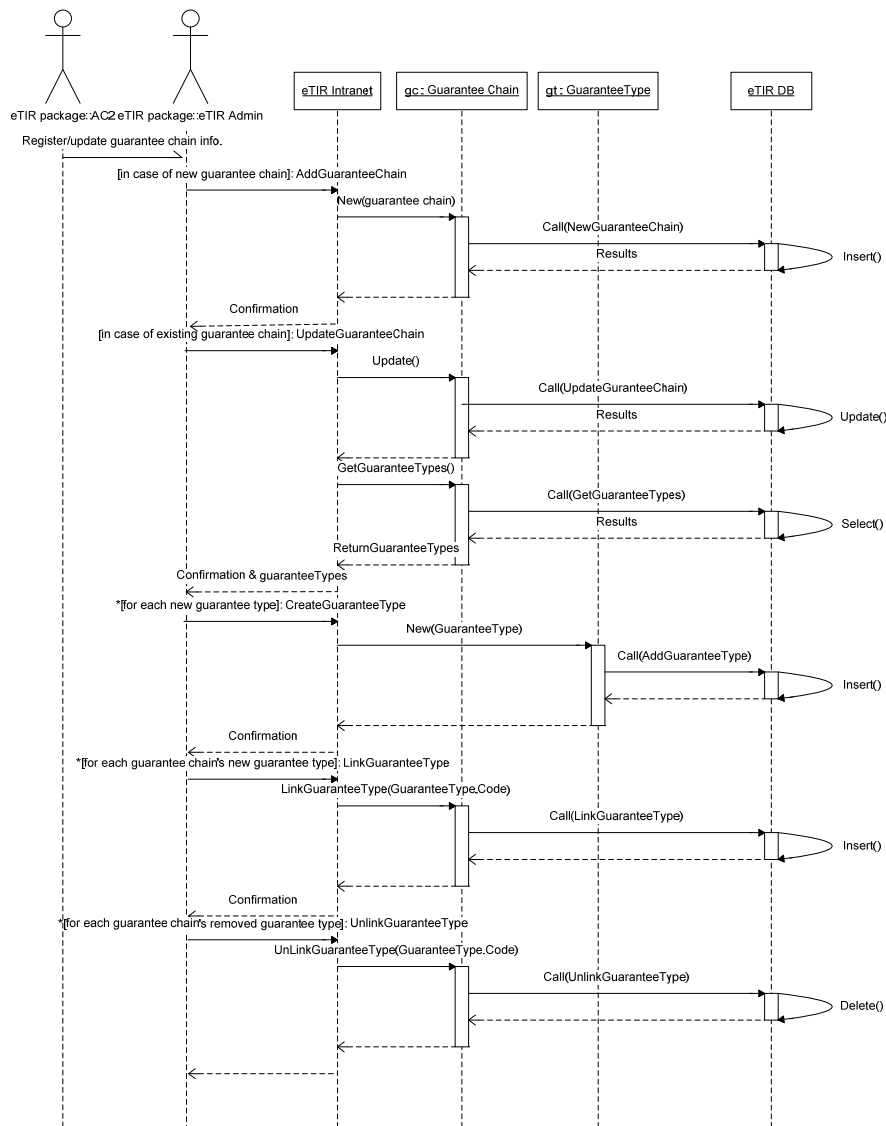 eTIR Intranet
gc : Guarantee Chain
gt : GuaranteeType
eTIR DB
eTIR package::AC2
eTIR package::eTIR Admin
Register/update guarantee chain info.
[in case of new guarantee chain]: AddGuaranteeChain
New(guarantee chain)
Call(NewGuaranteeChain)
Results
Insert()
Confirmation
[in case of existing guarantee chain]: UpdateGuaranteeChain
Update()
Call(UpdateGuranteeChain)
Results
Update()
GetGuaranteeTypes()
Call(GetGuaranteeTypes)
Results
Select()
ReturnGuaranteeTypes
Confirmation & guaranteeTypes
*[for each new guarantee type]: CreateGuaranteeType
New(GuaranteeType)
Call(AddGuaranteeType)
Insert()
Confirmation
*[for each guarantee chain's new guarantee type]: LinkGuaranteeType
LinkGuaranteeType(GuaranteeType.Code)
Call(LinkGuaranteeType)
Insert()
Confirmation
*[for each guarantee chain's removed guarantee type]: UnlinkGuaranteeType
UnLinkGuaranteeType(GuaranteeType.Code)
Call(UnlinkGuaranteeType)
Delete()